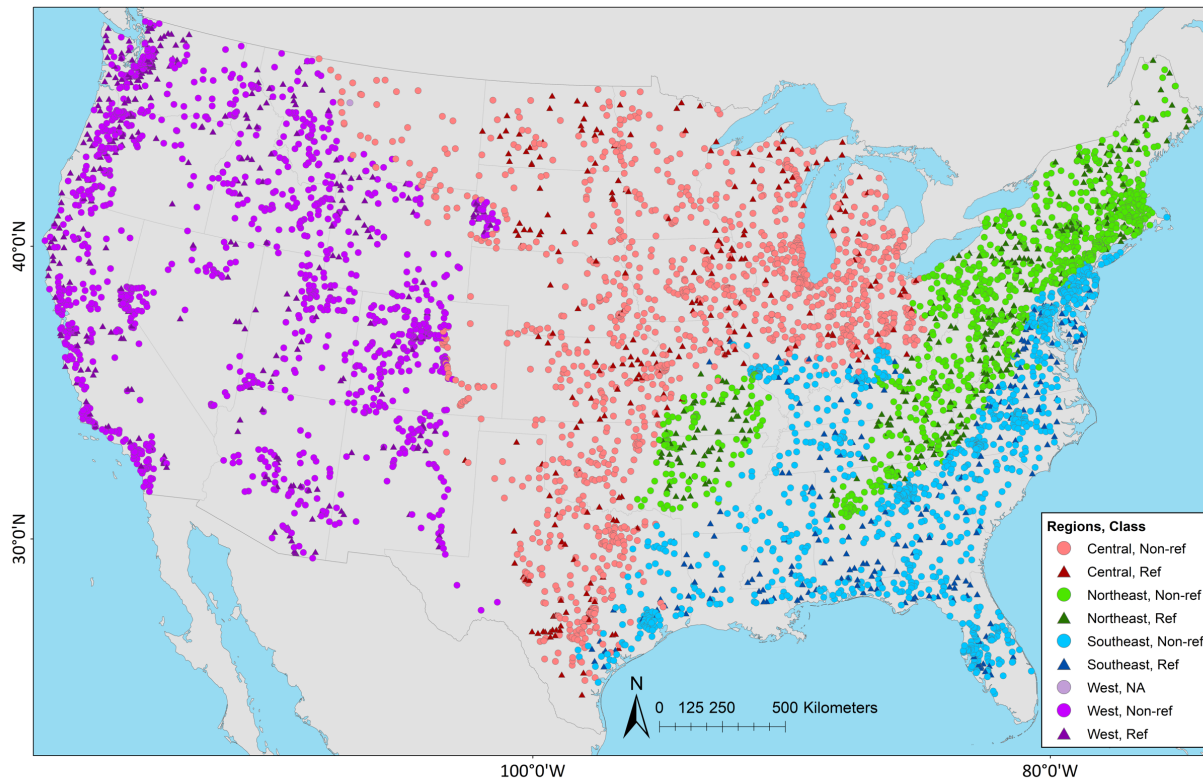 40°0'N
30°0'N
100°0'W
80°0'W
N
0 125 250 500 Kilometers
Regions, Class
Central, Non-ref
Central, Ref
Northeast, Non-ref
Northeast, Ref
Southeast, Non-ref
Southeast, Ref
West, NA
West, Non-ref
West, Ref